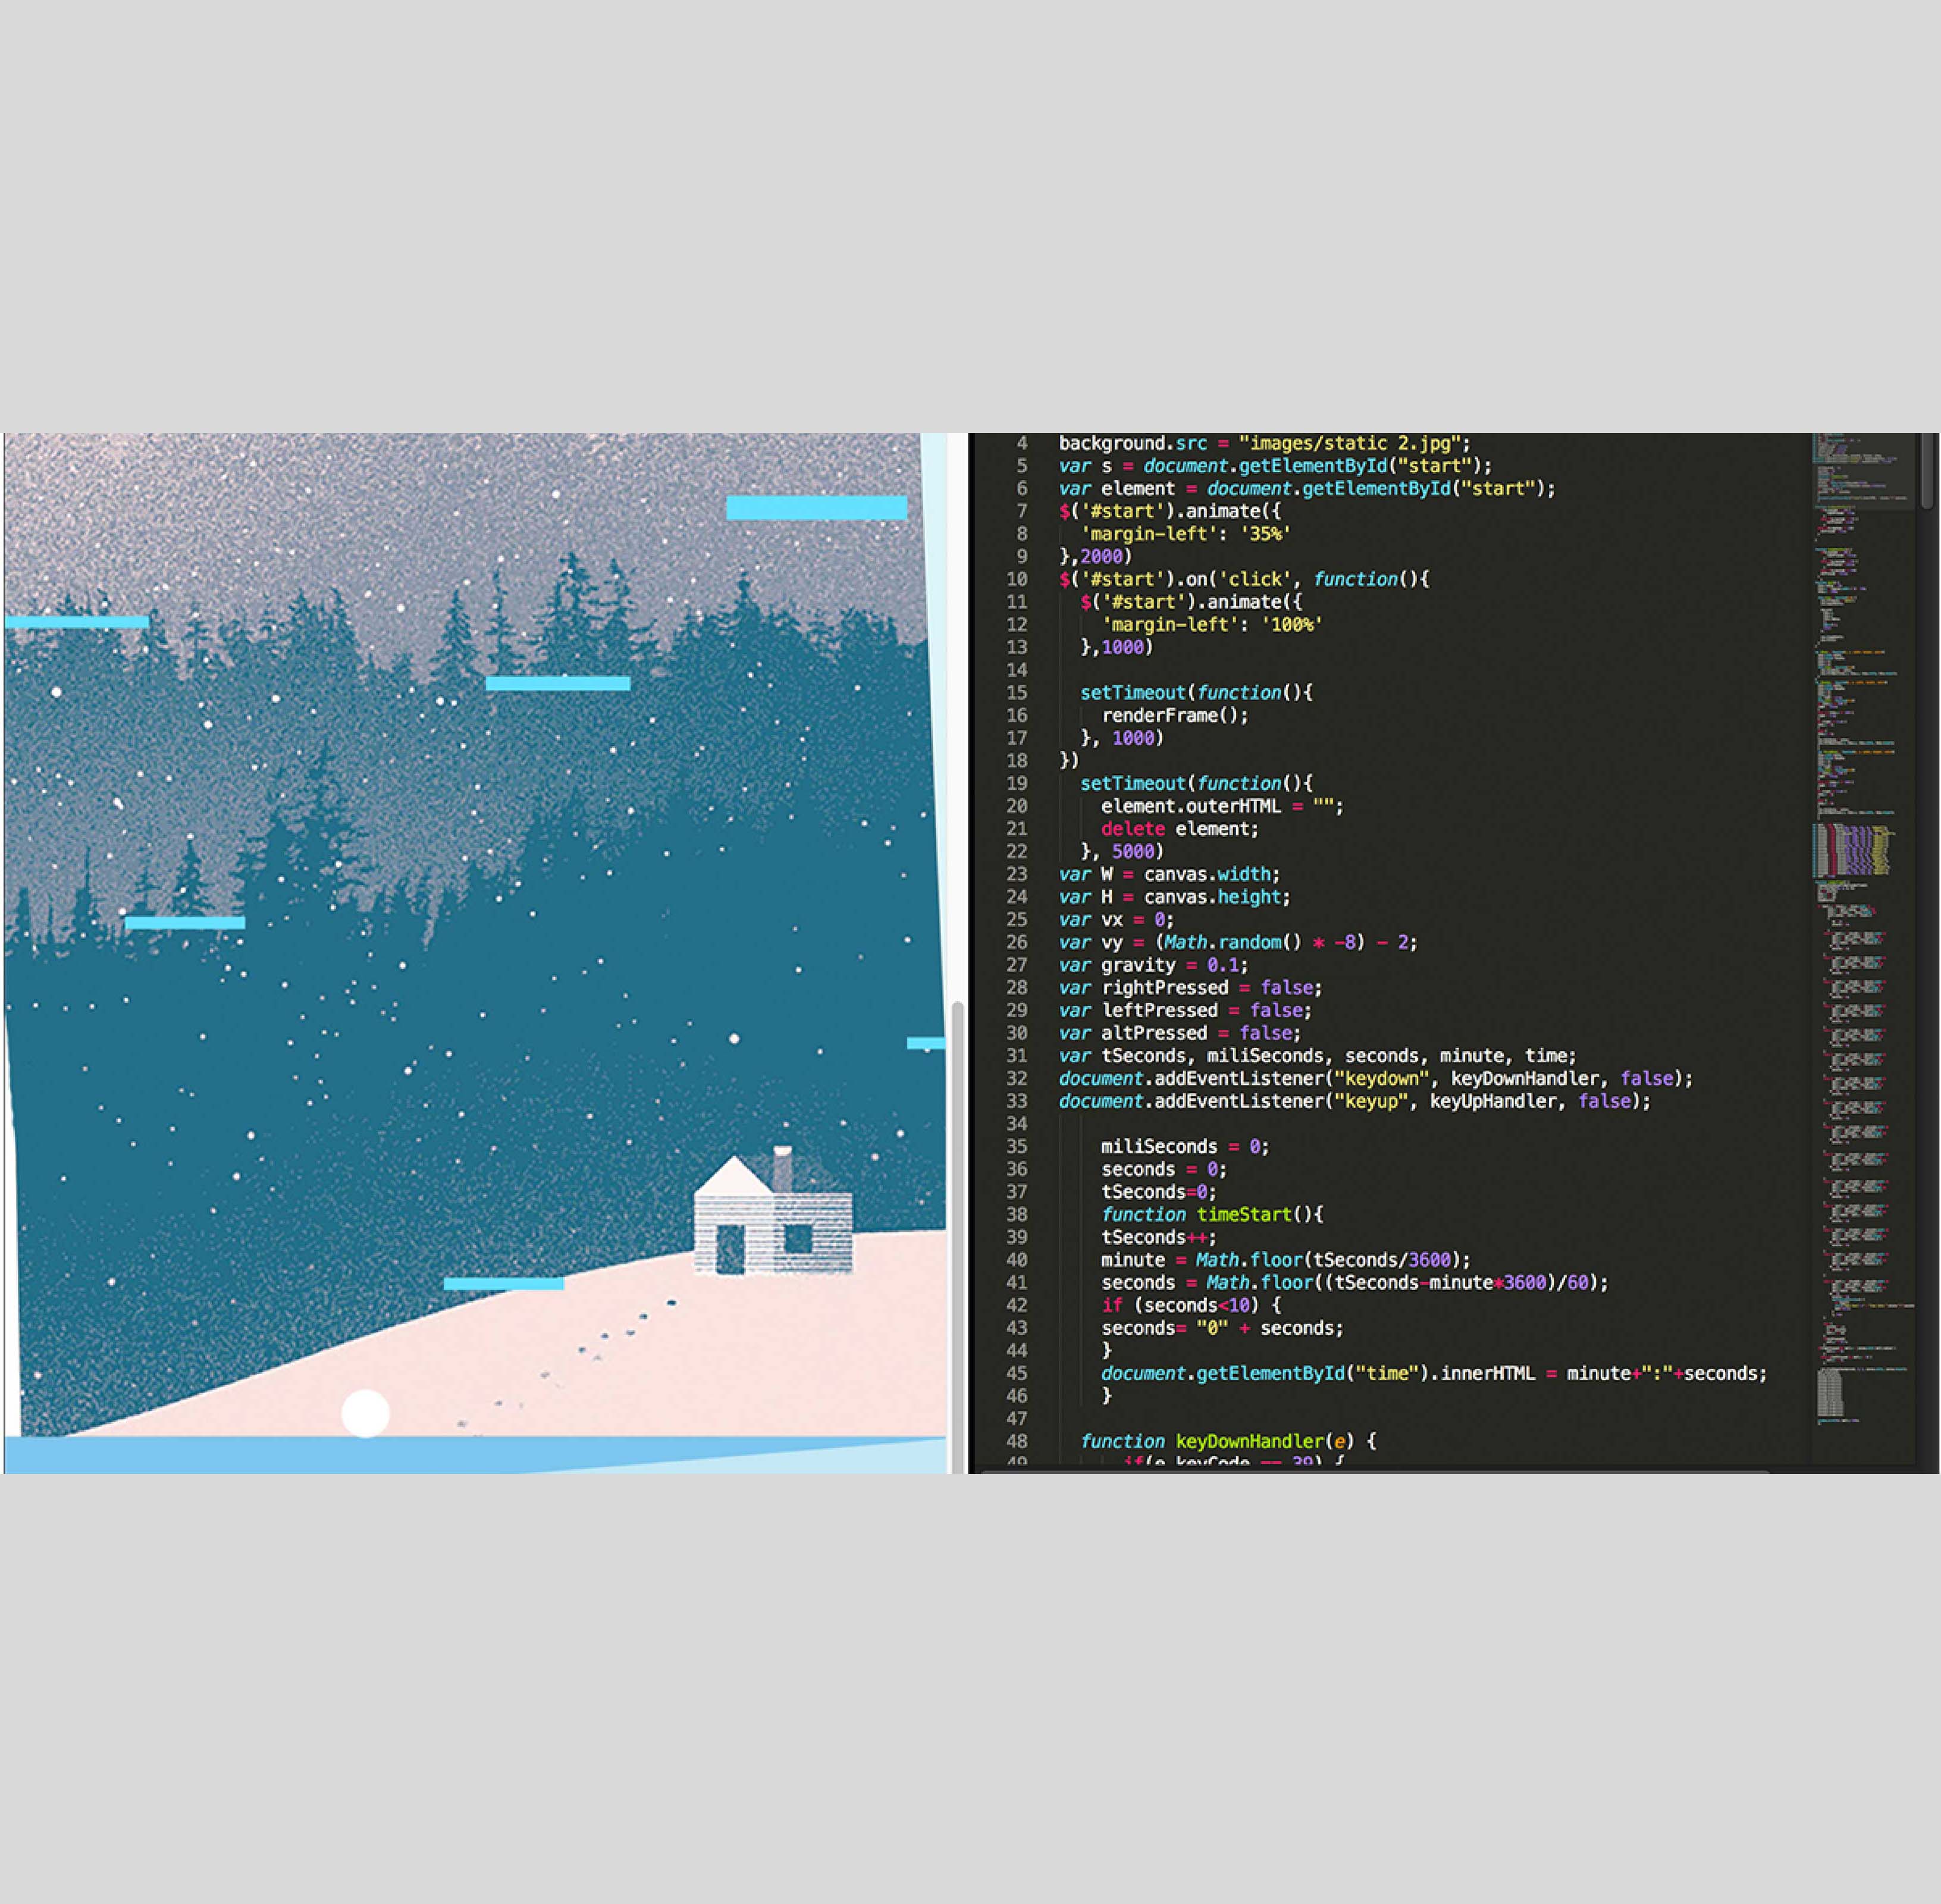 4 background.src = "images/static 2.jpg";
5 var s = document.getElementById("start");
6 var element = document.getElementById("start");
7 $('#start').animate({
8 'margin-left': '35%'
9 },2000)
10 $('#start').on('click', function(){
11 $('#start').animate({
12 'margin-left': '100%'
13 },1000)
14
15 setTimeout(function(){
16 renderFrame();
17 }, 1000)
18 })
19 setTimeout(function(){
20 element.outerHTML = "";
21 delete element;
22 }, 5000)
23 var W = canvas.width;
24 var H = canvas.height;
25 var vx = 0;
26 var vy = (Math.random() * -8) - 2;
27 var gravity = 0.1;
28 var rightPressed = false;
29 var leftPressed = false;
30 var altPressed = false;
31 var tSeconds, miliSeconds, seconds, minute, time;
32 document.addEventListener("keydown", keyDownHandler, false);
33 document.addEventListener("keyup", keyUpHandler, false);
34
35 miliSeconds = 0;
36 seconds = 0;
37 tSeconds=0;
38 function timeStart(){
39 tSeconds++;
40 minute = Math.floor(tSeconds/3600);
41 seconds = Math.floor((tSeconds-minute*3600)/60);
42 if (seconds<10) {
43 seconds= "0" + seconds;
44 }
45 document.getElementById("time").innerHTML = minute+":"+seconds;
46 }
47
48 function keyDownHandler(e) {
49 if(e.keyCode == 39) {